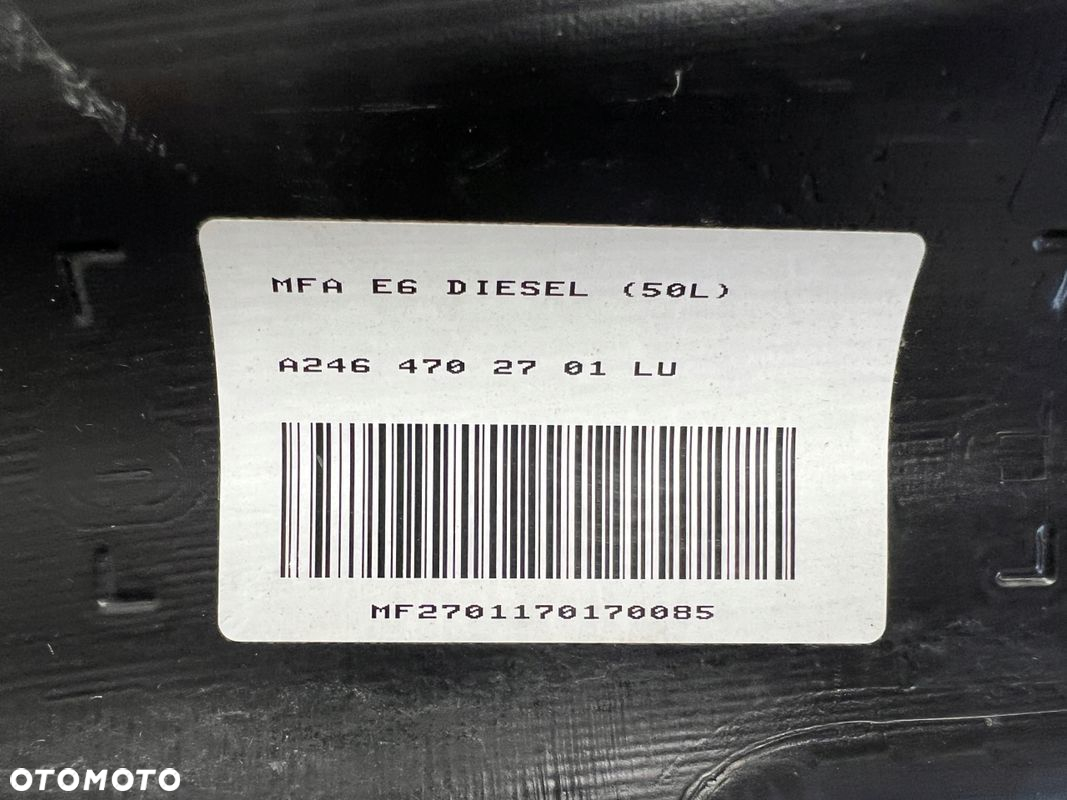 MFA E6 DIESEL (50L)
A246 470 27 01 LU
MF2701170170085
OTOMOTO